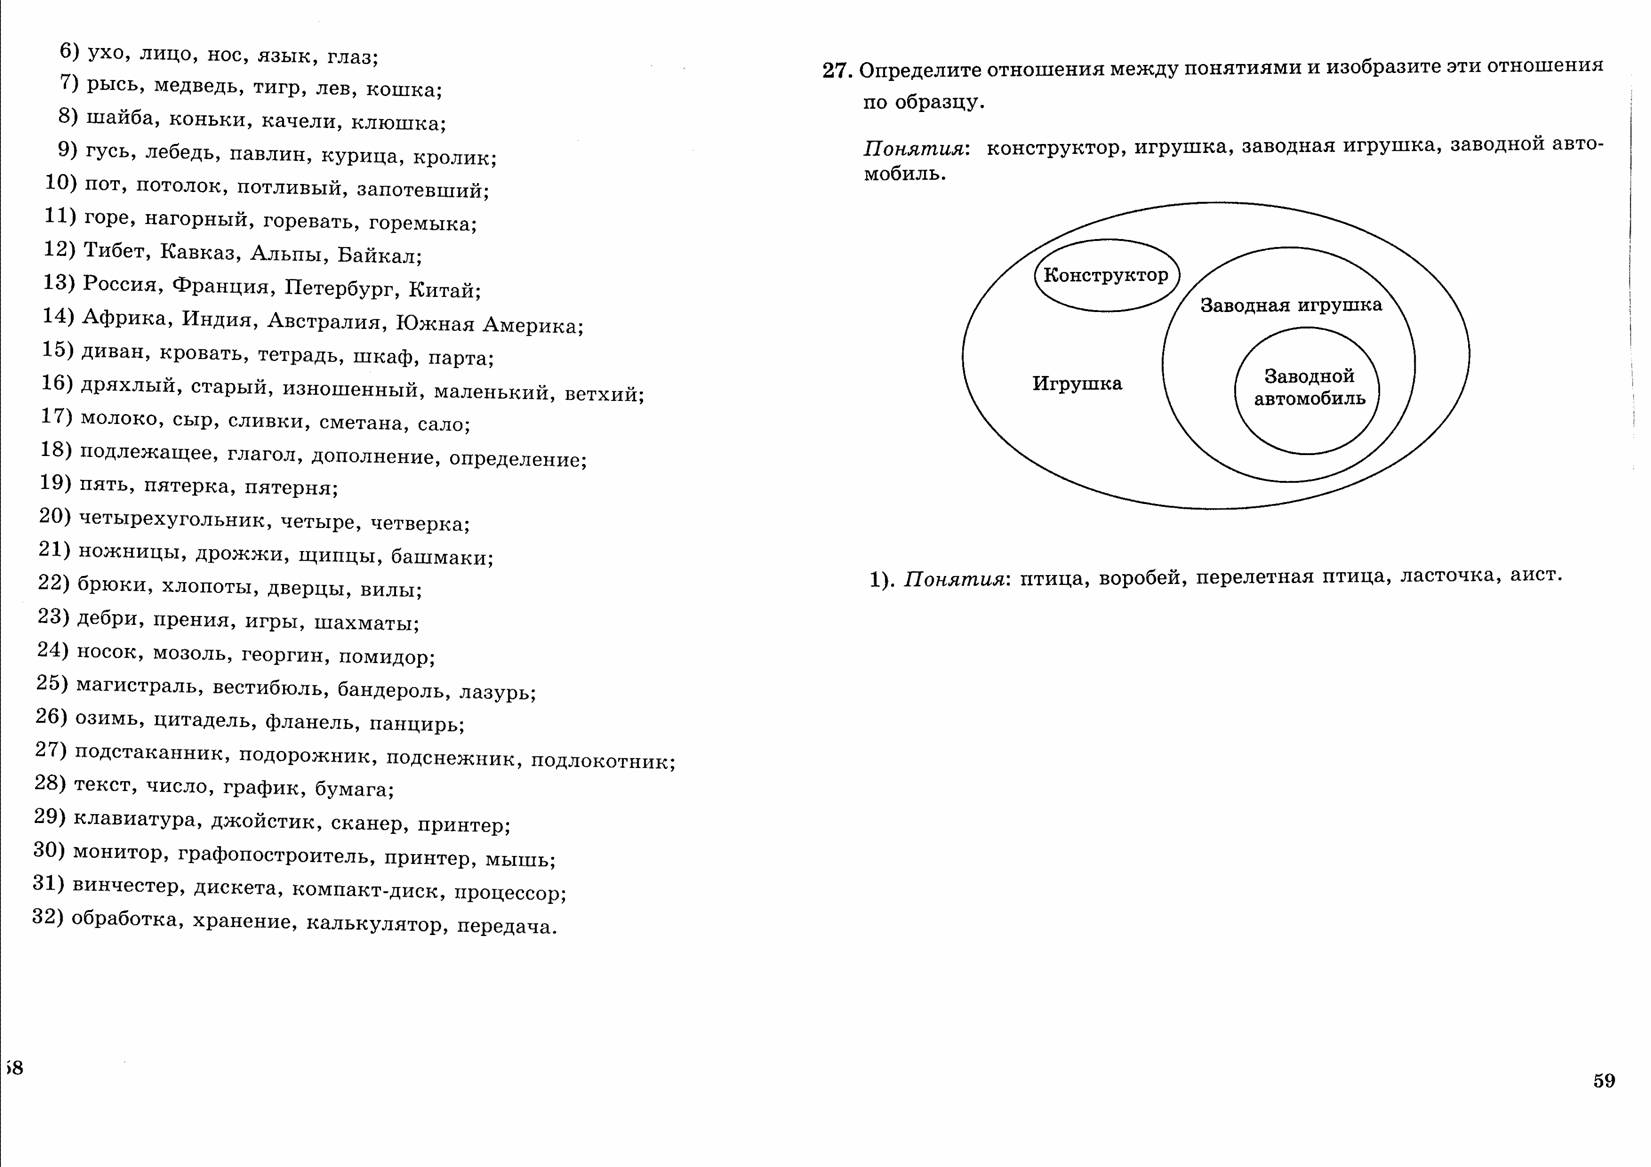 6) ухо, лицо, нос, язык, глаз;
7) рысь, медведь, тигр, лев, кошка;
8) шайба, коньки, качели, клюшка;
9) гусь, лебедь, павлин, курица, кролик;
10) пот, потолок, потливый, запотевший;
11) горе, нагорный, горевать, горемыка;
12) Тибет, Кавказ, Альпы, Байкал;
13) Россия, Франция, Петербург, Китай;
14) Африка, Индия, Австралия, Южная Америка;
15) диван, кровать, тетрадь, шкаф, парта;
16) дряхлый, старый, изношенный, маленький, ветхий;
17) молоко, сыр, сливки, сметана, сало;
18) подлежащее, глагол, дополнение, определение;
19) пять, пятерка, пятерня;
20) четырехугольник, четыре, четверка;
21) ножницы, дрожжи, щипцы, башмаки;
22) брюки, хлопоты, дверцы, вилы;
23) дебри, прения, игры, шахматы;
24) носок, мозоль, георгин, помидор;
25) магистраль, вестибюль, бандероль, лазурь;
26) озимь, цитадель, фланель, панцирь;
27) подстаканник, подорожник, подснежник, подлокотник;
28) текст, число, график, бумага;
29) клавиатура, джойстик, сканер, принтер;
30) монитор, графопостроитель, принтер, мышь;
31) винчестер, дискета, компакт-диск, процессор;
32) обработка, хранение, калькулятор, передача.
58
27. Определите отношения между понятиями и изобразите эти отношения
по образцу.
Понятия: конструктор, игрушка, заводная игрушка, заводной авто-
мобиль.
Конструктор
Заводная игрушка
Игрушка
Заводной
автомобиль
1). Понятия: птица, воробей, перелетная птица, ласточка, аист.
59